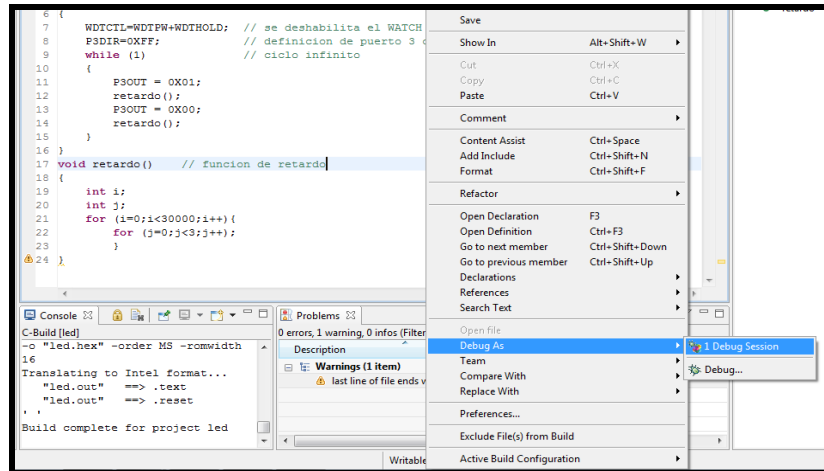 6 {
7 WDTCTL=WDTPW+WDTHOLD; // se deshabilita el WATCH
8 P3DIR=0XFF; // definicion de puerto 3
9 while (1) // ciclo infinito
10 {
11 P3OUT = 0X01;
12 retardo();
13 P3OUT = 0X00;
14 retardo();
15 }
16 }
17 void retardo() // funcion de retardo
18 {
19 int i;
20 int j;
21 for (i=0;i<30000;i++){
22 for (j=0;j<3;j++);
23 }
24 }
Save
Show In Alt+Shift+W
Cut Ctrl+X
Copy Ctrl+C
Paste Ctrl+V
Comment
Content Assist Ctrl+Space
Add Include Ctrl+Shift+N
Format Ctrl+Shift+F
Refactor
Open Declaration F3
Open Definition Ctrl+F3
Go to next member Ctrl+Shift+Down
Go to previous member Ctrl+Shift+Up
Declarations
References
Search Text
Open file
Debug As
Team
Compare With
Replace With
Preferences...
Exclude File(s) from Build
Active Build Configuration
1 Debug Session
Debug...
Console
C-Build [led]
-o "led.hex" -order MS -romwidth
16
Translating to Intel format...
"led.out" ==> .text
"led.out" ==> .reset
' '
Build complete for project led
Problems
0 errors, 1 warning, 0 infos (Filter
Description
Warnings (1 item)
last line of file ends w
Writable